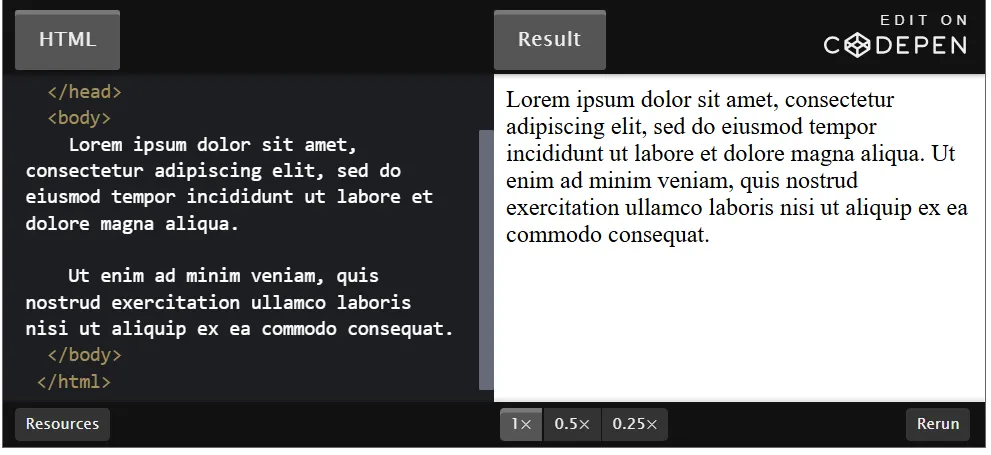 HTML
</head>
<body>
Lorem ipsum dolor sit amet,
consectetur adipiscing elit, sed do
eiusmod tempor incididunt ut labore et
dolore magna aliqua.
Ut enim ad minim veniam, quis
nostrud exercitation ullamco laboris
nisi ut aliquip ex ea commodo consequat.
</body>
</html>
Resources
Result
EDIT ON
CODEPEN
Lorem ipsum dolor sit amet, consectetur
adipiscing elit, sed do eiusmod tempor
incididunt ut labore et dolore magna aliqua. Ut
enim ad minim veniam, quis nostrud
exercitation ullamco laboris nisi ut aliquip ex ea
commodo consequat.
1× 0.5× 0.25×
Rerun